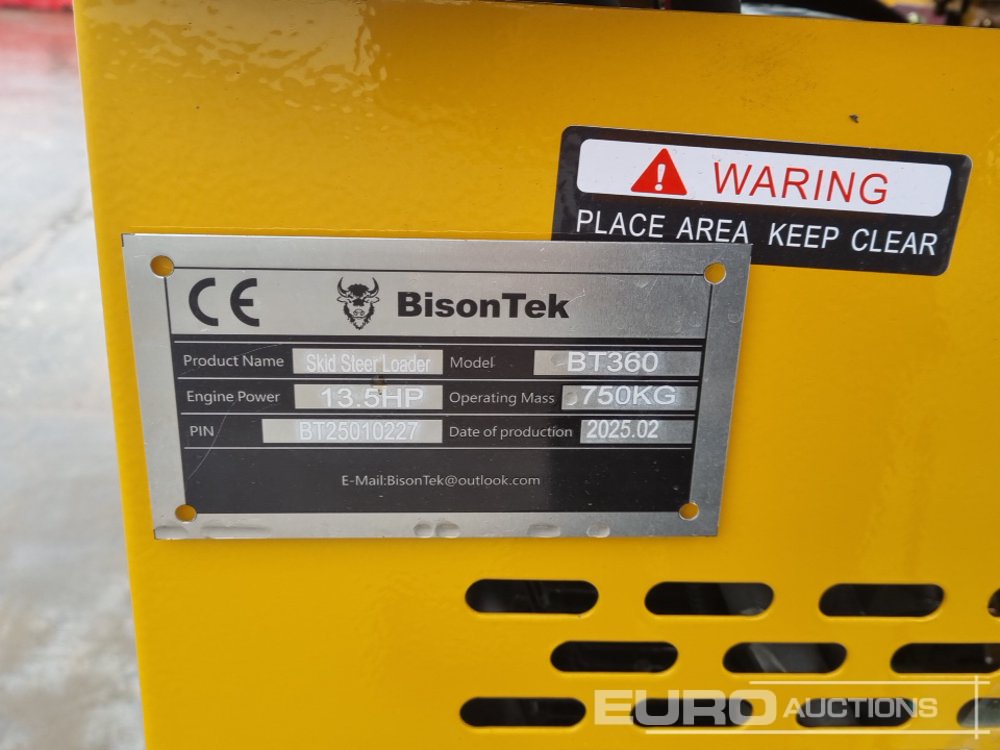 WARING
PLACE AREA KEEP CLEAR
CE BisonTek
Product Name Skid Steer Loader Model BT360
Engine Power 13.5HP Operating Mass 750KG
PIN BT25010227 Date of production 2025.02
E-Mail:BisonTek@outlook.com
EURO AUCTIONS